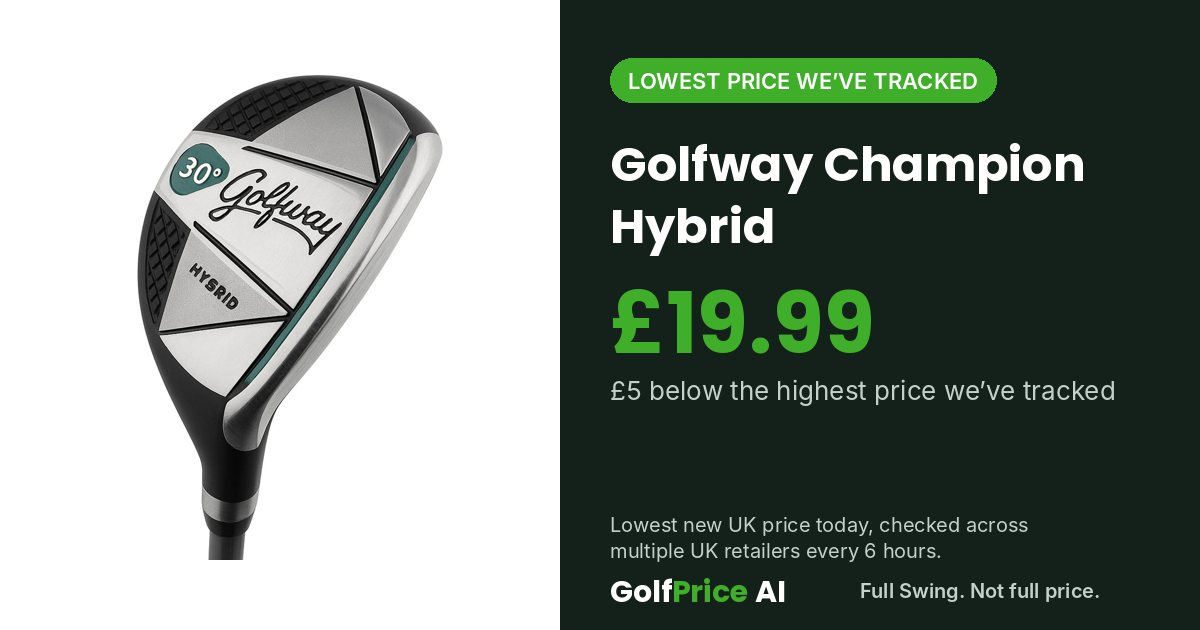 30°
Golfway
HYBRID
LOWEST PRICE WE’VE TRACKED
Golfway Champion
Hybrid
£19.99
£5 below the highest price we’ve tracked
Lowest new UK price today, checked across
multiple UK retailers every 6 hours.
GolfPrice AI
Full Swing. Not full price.